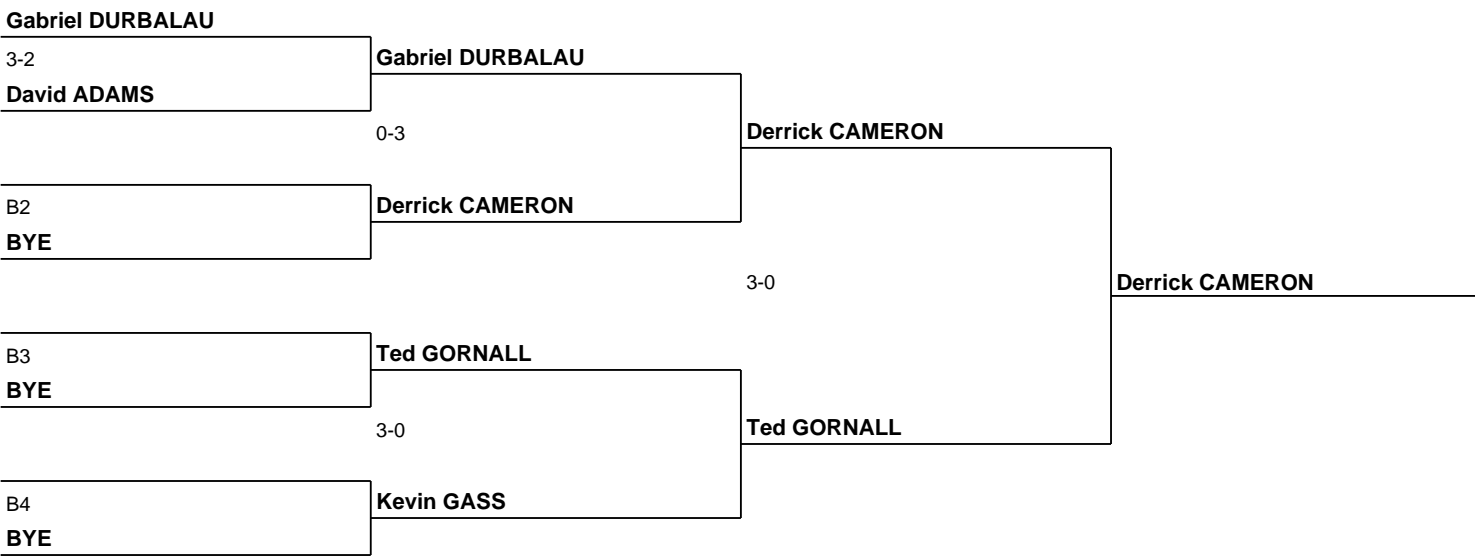 Gabriel DURBALAU
3-2
Gabriel DURBALAU
David ADAMS
0-3
Derrick CAMERON
B2
Derrick CAMERON
BYE
3-0
Derrick CAMERON
B3
Ted GORNALL
BYE
3-0
Ted GORNALL
B4
Kevin GASS
BYE